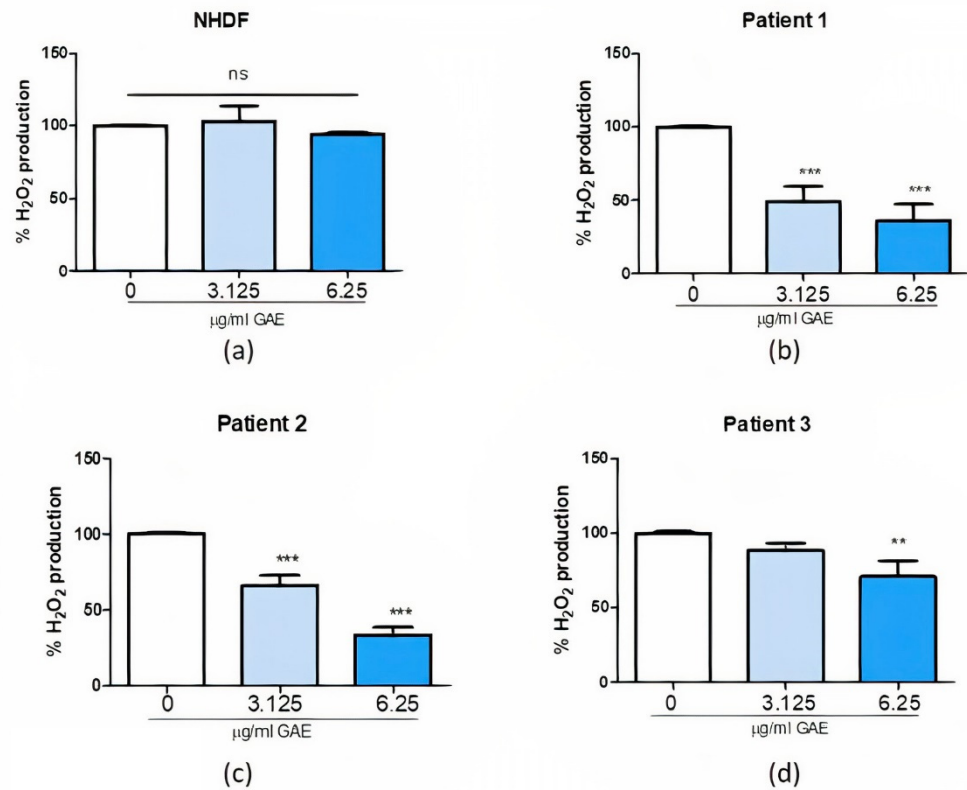 NHDF
150
100
50
0
% H₂O₂ production
ns
0 3.125 6.25
μg/ml GAE
(a)
Patient 1
150
100
50
0
% H₂O₂ production
***
***
0 3.125 6.25
μg/ml GAE
(b)
Patient 2
150
100
50
0
% H₂O₂ production
***
***
0 3.125 6.25
μg/ml GAE
(c)
Patient 3
150
100
50
0
% H₂O₂ production
**
0 3.125 6.25
μg/ml GAE
(d)